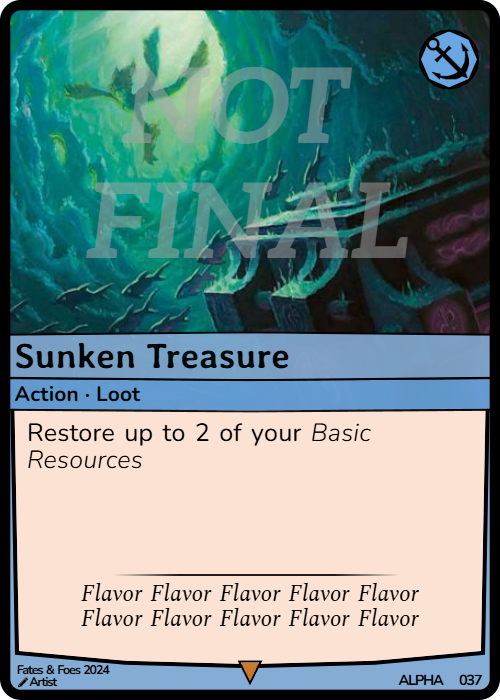 NOT
FINAL
Sunken Treasure
Action · Loot
Restore up to 2 of your Basic
Resources
Flavor Flavor Flavor Flavor Flavor
Flavor Flavor Flavor Flavor Flavor
Fates & Foes 2024
Artist
ALPHA 037